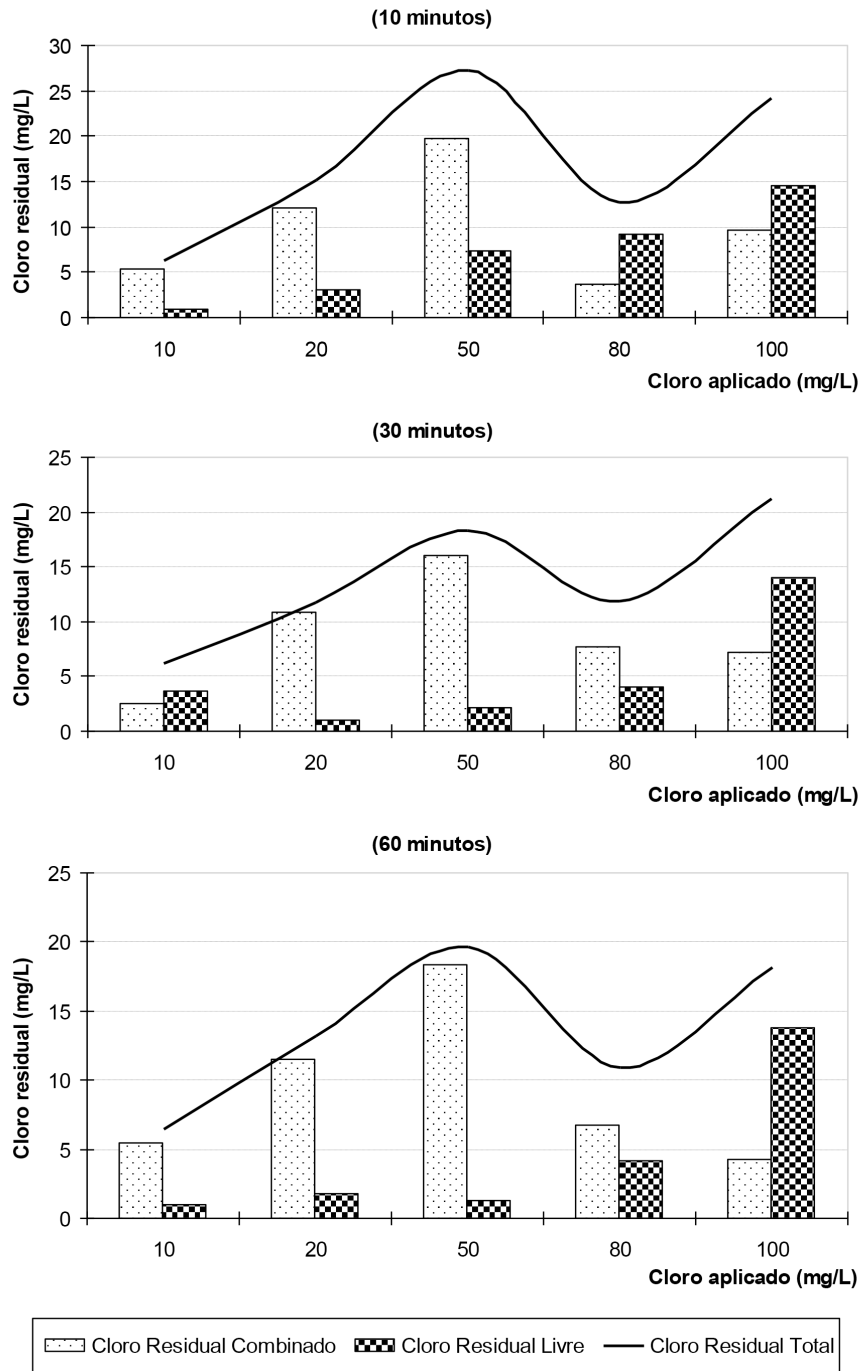 (10 minutos)
Cloro residual (mg/L)
30
25
20
15
10
5
0
10 20 50 80 100
Cloro aplicado (mg/L)
(30 minutos)
Cloro residual (mg/L)
25
20
15
10
5
0
10 20 50 80 100
Cloro aplicado (mg/L)
(60 minutos)
Cloro residual (mg/L)
25
20
15
10
5
0
10 20 50 80 100
Cloro aplicado (mg/L)
Cloro Residual Combinado Cloro Residual Livre Cloro Residual Total